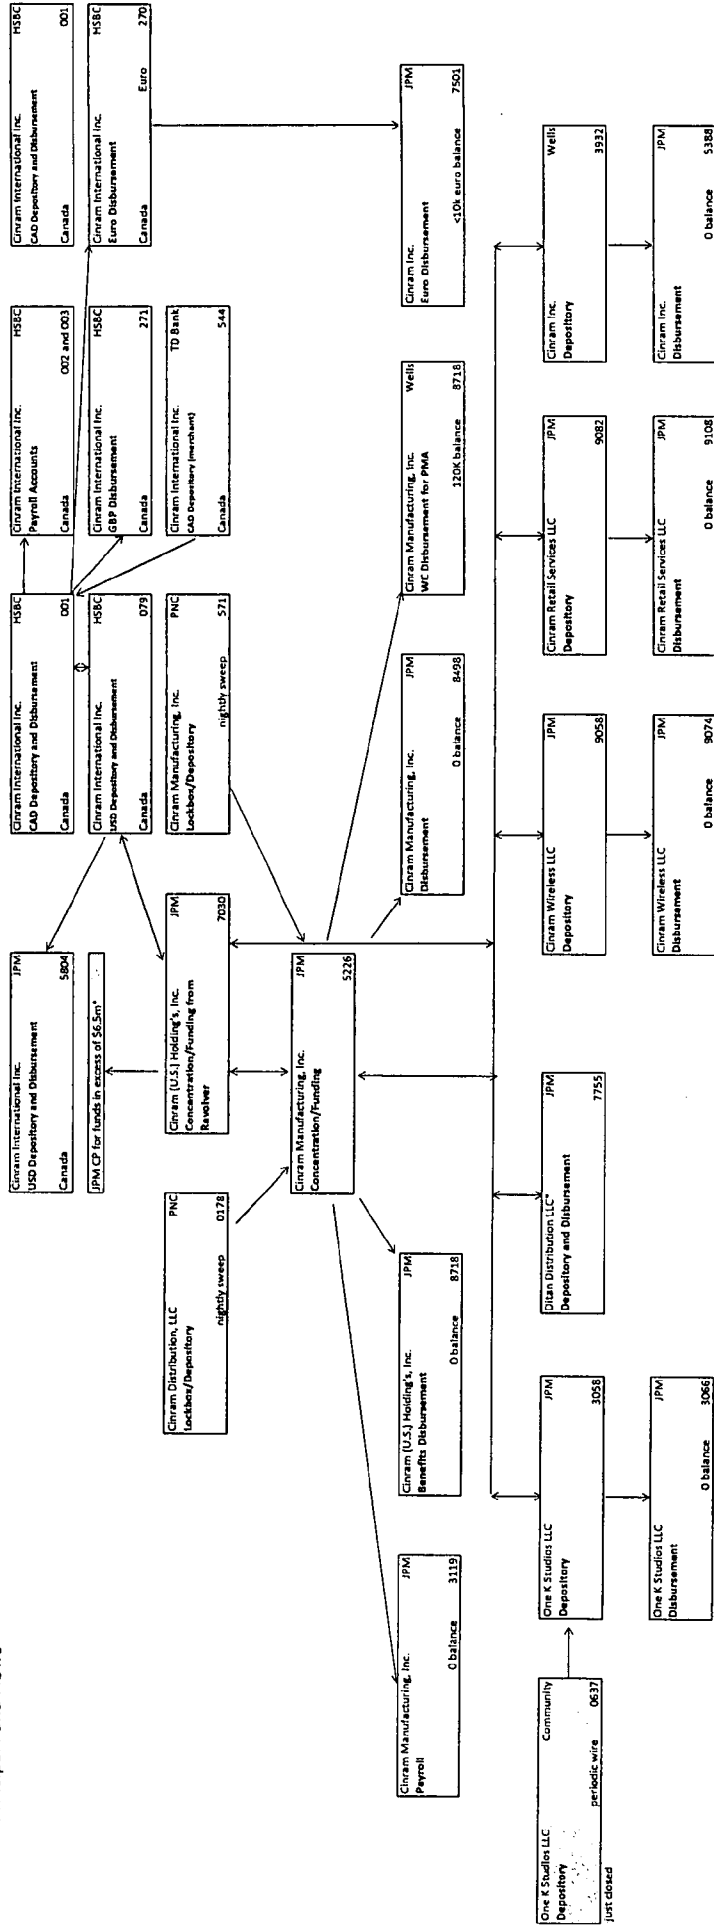 Cinram International Inc. JPM
USD Depository and Disbursement
Canada 5804
Cinram International Inc. HSBC
CAD Depository and Disbursement
Canada 001
Cinram International Inc. HSBC
Payroll Accounts
Canada 002 and 003
Cinram International Inc. HSBC
CAD Depository and Disbursement
Canada 001
JPM CP for funds in excess of $6.5m*
Cinram International Inc. HSBC
USD Depository and Disbursement
Canada 079
Cinram International Inc. HSBC
GBP Disbursement
Canada 271
Cinram International Inc. HSBC
Euro Disbursement
Canada Euro 270
Cinram Distribution, LLC PNC
Lockbox/Depository
nightly sweep 0178
Cinram (U.S.) Holding's, Inc. JPM
Concentration/Funding from
Revolver 7030
Cinram Manufacturing, Inc. PNC
Lockbox/Depository
nightly sweep 571
Cinram International Inc. TD Bank
CAD Depository (merchant)
Canada 544
Cinram Manufacturing, Inc. JPM
Concentration/Funding
5226
Cinram Manufacturing, Inc. JPM
Payroll
0 balance 3119
Cinram (U.S.) Holding's, Inc. JPM
Benefits Disbursement
0 balance 8718
Cinram Manufacturing, Inc. JPM
Disbursement
0 balance 8498
Cinram Manufacturing, Inc. Wells
WC Disbursement for PMA
120K balance 8718
Cinram Inc. JPM
Euro Disbursement
<10k euro balance 7501
One K Studios LLC Community
Depository
periodic wire 0637
just closed
One K Studios LLC JPM
Depository
3058
Ditan Distribution LLC* JPM
Depository and Disbursement
7755
Cinram Wireless LLC JPM
Depository
9058
Cinram Retail Services LLC JPM
Depository
9082
Cinram Inc. Wells
Depository
3932
One K Studios LLC JPM
Disbursement
0 balance 3066
Cinram Wireless LLC JPM
Disbursement
0 balance 9074
Cinram Retail Services LLC JPM
Disbursement
0 balance 9108
Cinram Inc. JPM
Disbursement
0 balance 5388